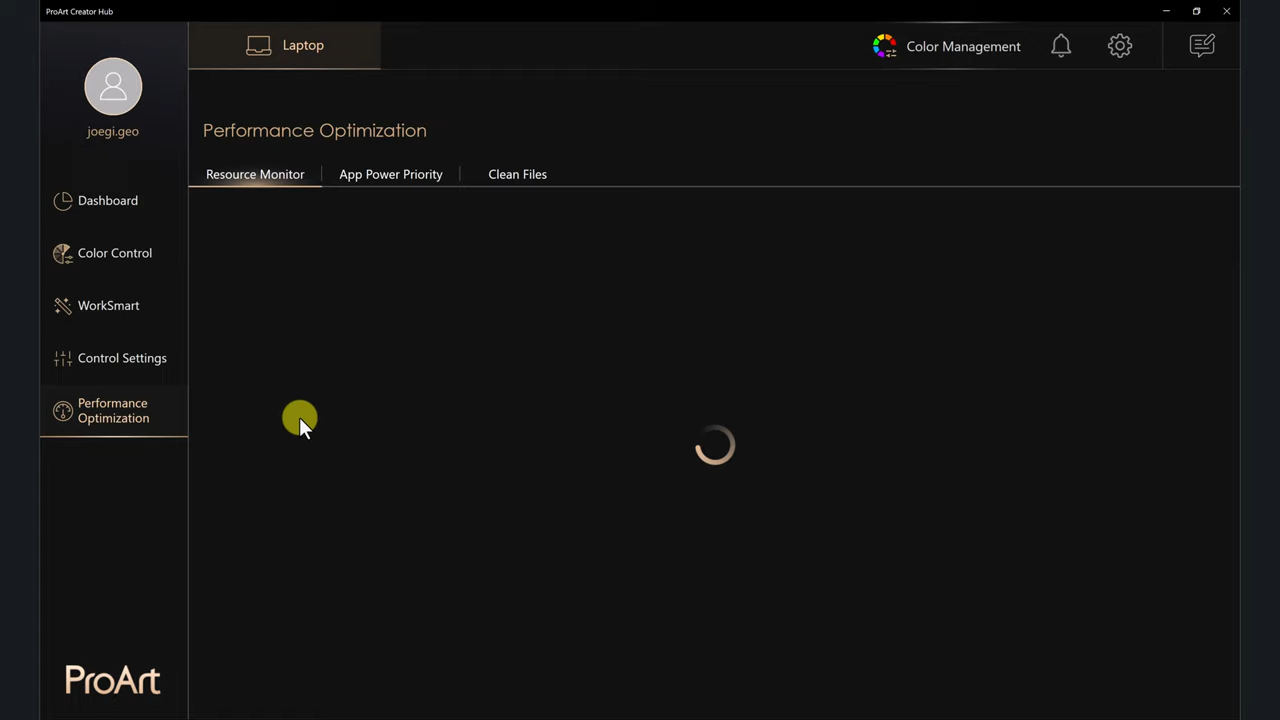 ProArt Creator Hub
Laptop
Color Management
joegi.geo
Performance Optimization
Resource Monitor
App Power Priority
Clean Files
Dashboard
Color Control
WorkSmart
Control Settings
Performance
Optimization
ProArt